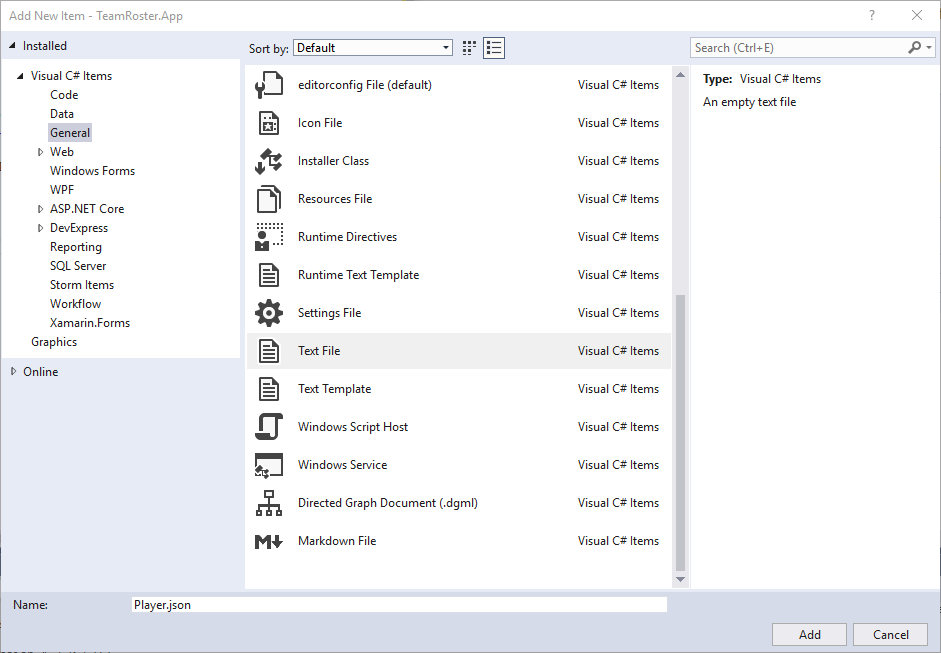 Add New Item - TeamRoster.App
?
Installed
Sort by: Default
Search (Ctrl+E)
Visual C# Items
Code
Data
General
Web
Windows Forms
WPF
ASP.NET Core
DevExpress
Reporting
SQL Server
Storm Items
Workflow
Xamarin.Forms
Graphics
Online
editorconfig File (default) Visual C# Items
Icon File Visual C# Items
Installer Class Visual C# Items
Resources File Visual C# Items
Runtime Directives Visual C# Items
Runtime Text Template Visual C# Items
Settings File Visual C# Items
Text File Visual C# Items
Text Template Visual C# Items
Windows Script Host Visual C# Items
Windows Service Visual C# Items
Directed Graph Document (.dgml) Visual C# Items
Markdown File Visual C# Items
Type: Visual C# Items
An empty text file
Name: Player.json
Add Cancel